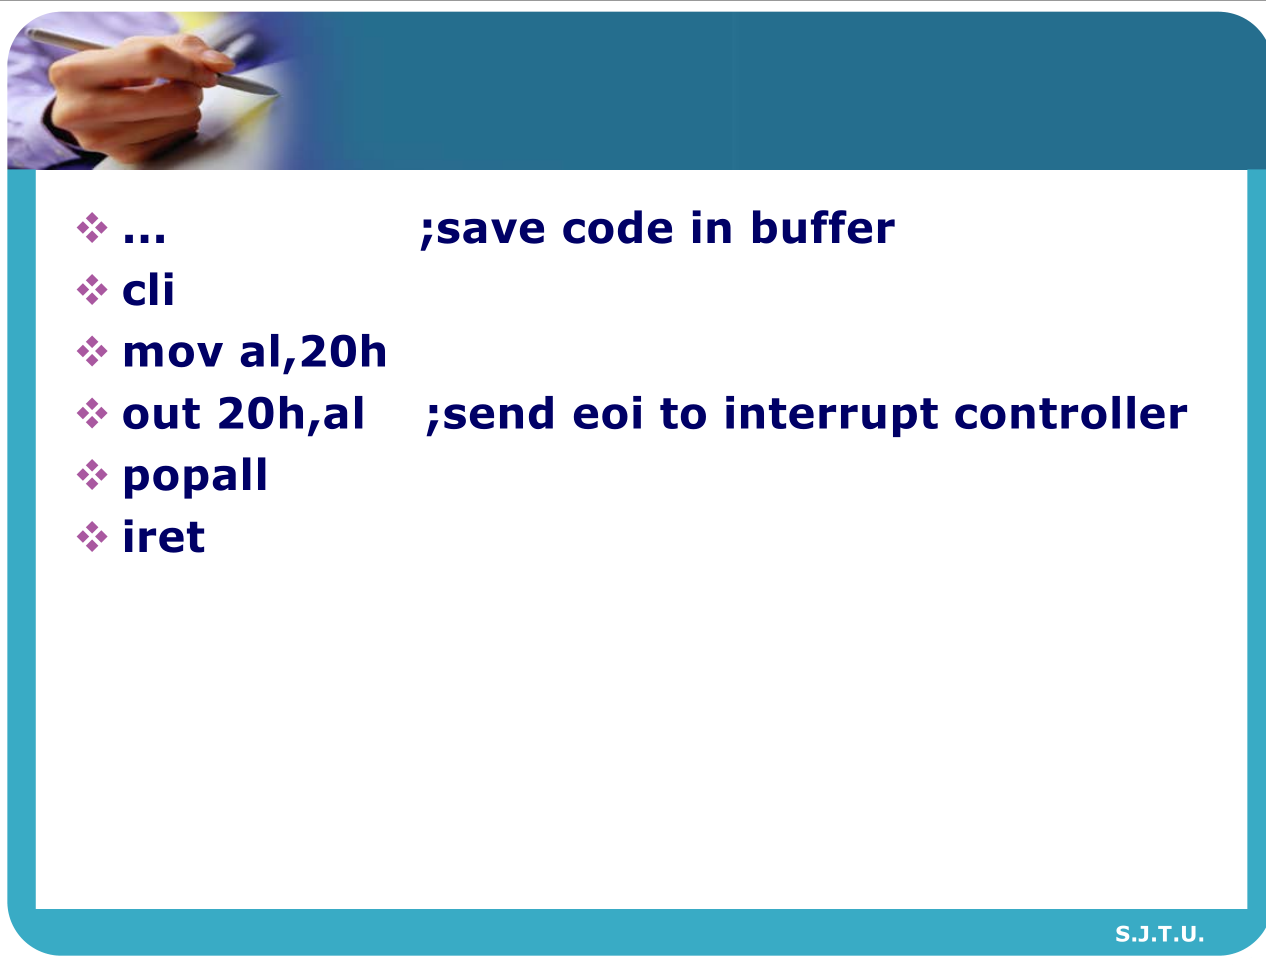 ... ;save code in buffer
cli
mov al,20h
out 20h,al ;send eoi to interrupt controller
popall
iret
S.J.T.U.